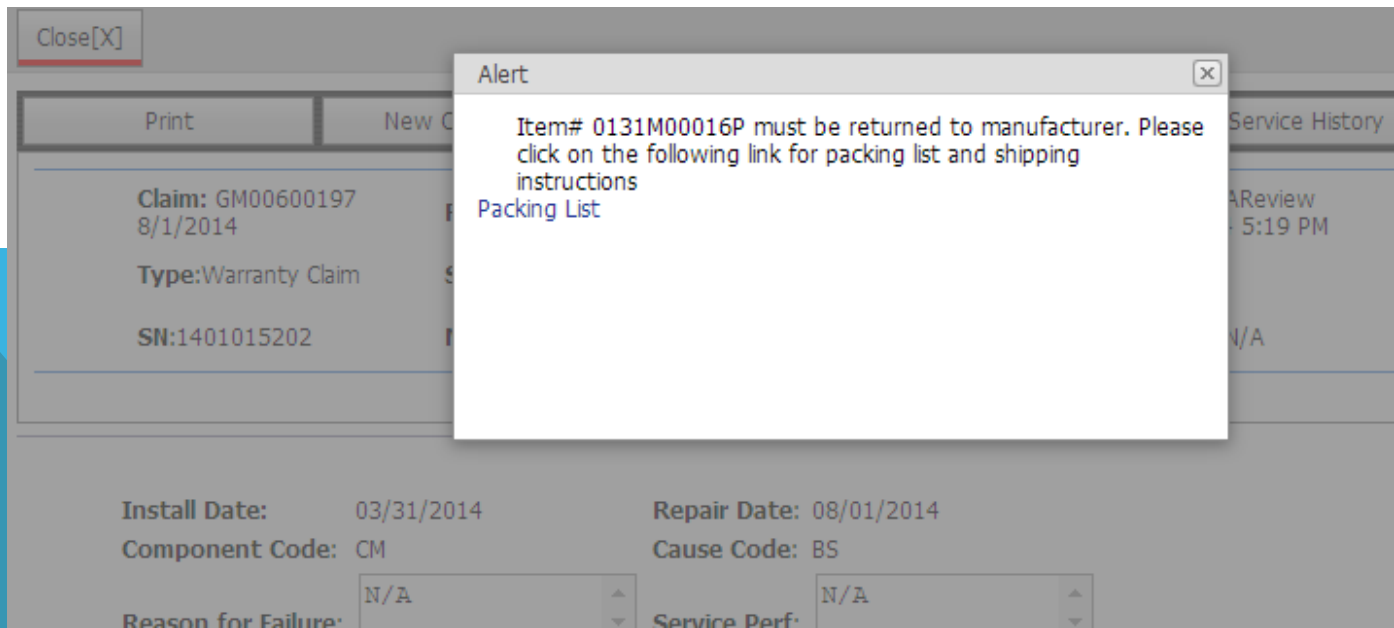 Close[X]
Alert
Print
New C
Service History
Item# 0131M00016P must be returned to manufacturer. Please
click on the following link for packing list and shipping
instructions
Packing List
Claim: GM00600197
8/1/2014
AReview
5:19 PM
Type:Warranty Claim
SN:1401015202
N/A
Install Date: 03/31/2014 Repair Date: 08/01/2014
Component Code: CM Cause Code: BS
Reason for Failure: N/A Service Perf: N/A